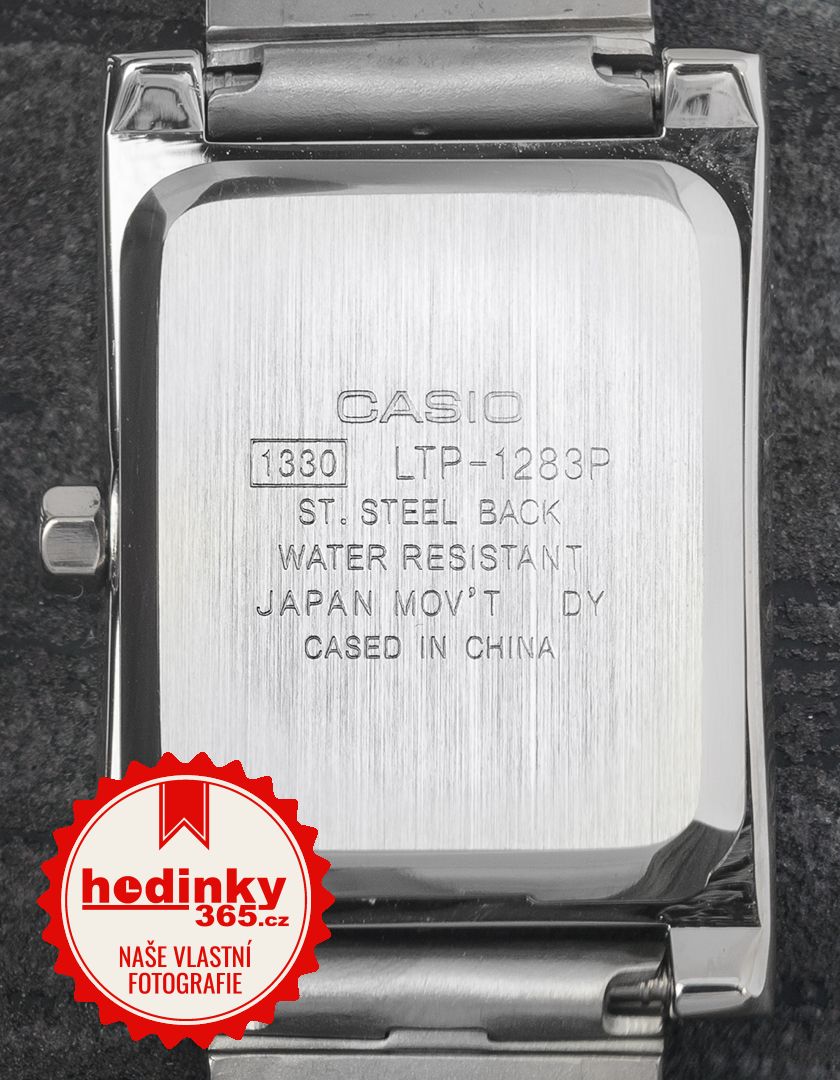 CASIO
1330 LTP-1283P
ST. STEEL BACK
WATER RESISTANT
JAPAN MOV'T DY
CASED IN CHINA
hedinky
365.cz
NAŠE VLASTNÍ
FOTOGRAFIE